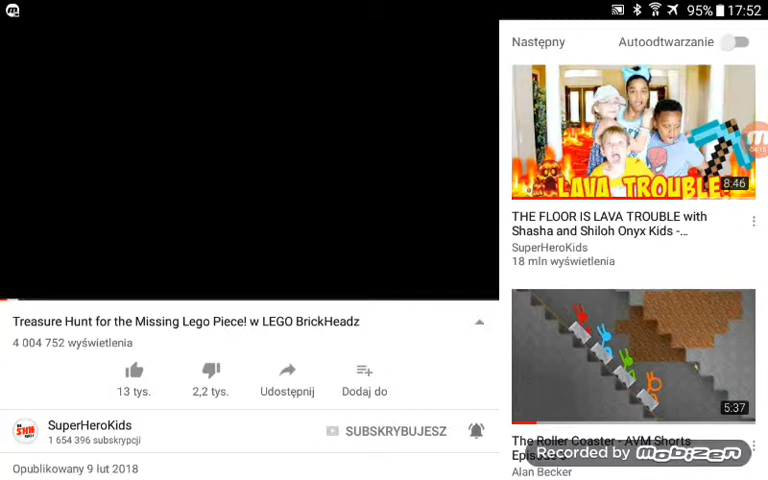 95% 17:52
Następny
Autoodtwarzanie
LAVA TROUBLE!
8:46
THE FLOOR IS LAVA TROUBLE with
Shasha and Shiloh Onyx Kids -...
SuperHeroKids
18 mln wyświetlenia
Treasure Hunt for the Missing Lego Piece! w LEGO BrickHeadz
4 004 752 wyświetlenia
13 tys.
2,2 tys.
Udostępnij
Dodaj do
SuperHeroKids
1 654 396 subskrypcji
SUBSKRYBUJESZ
Opublikowany 9 lut 2018
5:37
The Roller Coaster - AVM Shorts
Recorded by mobizen
Alan Becker